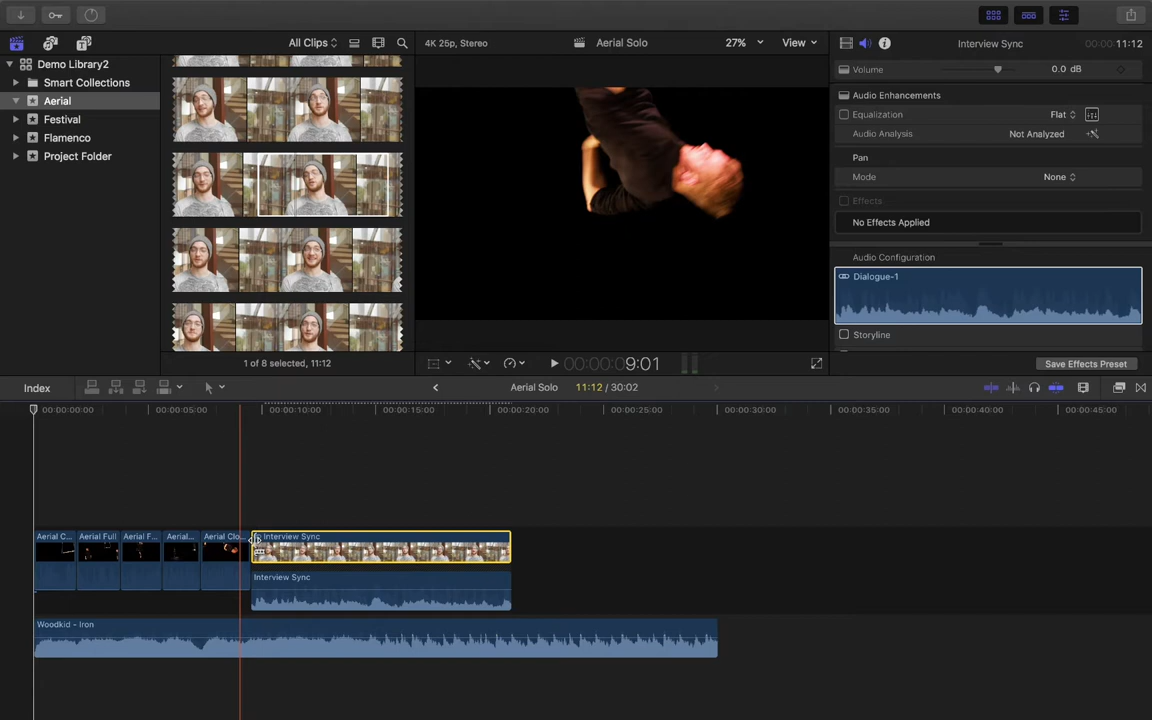 All Clips
4K 25p, Stereo
Aerial Solo
27%
View
Interview Sync
00:00:11:12
Demo Library2
Smart Collections
Aerial
Festival
Flamenco
Project Folder
Volume
0.0 dB
Audio Enhancements
Equalization
Flat
Audio Analysis
Not Analyzed
Pan
Mode
None
Effects
No Effects Applied
Audio Configuration
Dialogue-1
Storyline
1 of 8 selected, 11:12
00:00:00:09:01
Save Effects Preset
Index
Aerial Solo
11:12 / 30:02
00:00:00:00
00:00:05:00
00:00:10:00
00:00:15:00
00:00:20:00
00:00:25:00
00:00:30:00
00:00:35:00
00:00:40:00
00:00:45:00
Aerial C...
Aerial Full
Aerial F...
Aerial...
Aerial Clo...
Interview Sync
Interview Sync
Woodkid - Iron